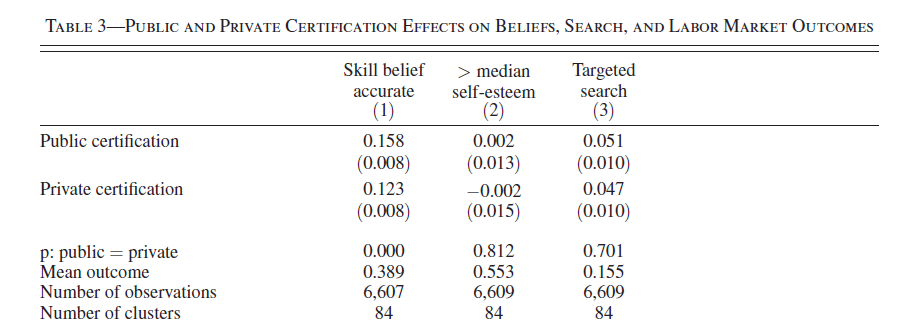 TABLE 3—PUBLIC AND PRIVATE CERTIFICATION EFFECTS ON BELIEFS, SEARCH, AND LABOR MARKET OUTCOMES
Skill belief > median Targeted
accurate self-esteem search
(1) (2) (3)
Public certification 0.158 0.002 0.051
(0.008) (0.013) (0.010)
Private certification 0.123 −0.002 0.047
(0.008) (0.015) (0.010)
p: public = private 0.000 0.812 0.701
Mean outcome 0.389 0.553 0.155
Number of observations 6,607 6,609 6,609
Number of clusters 84 84 84